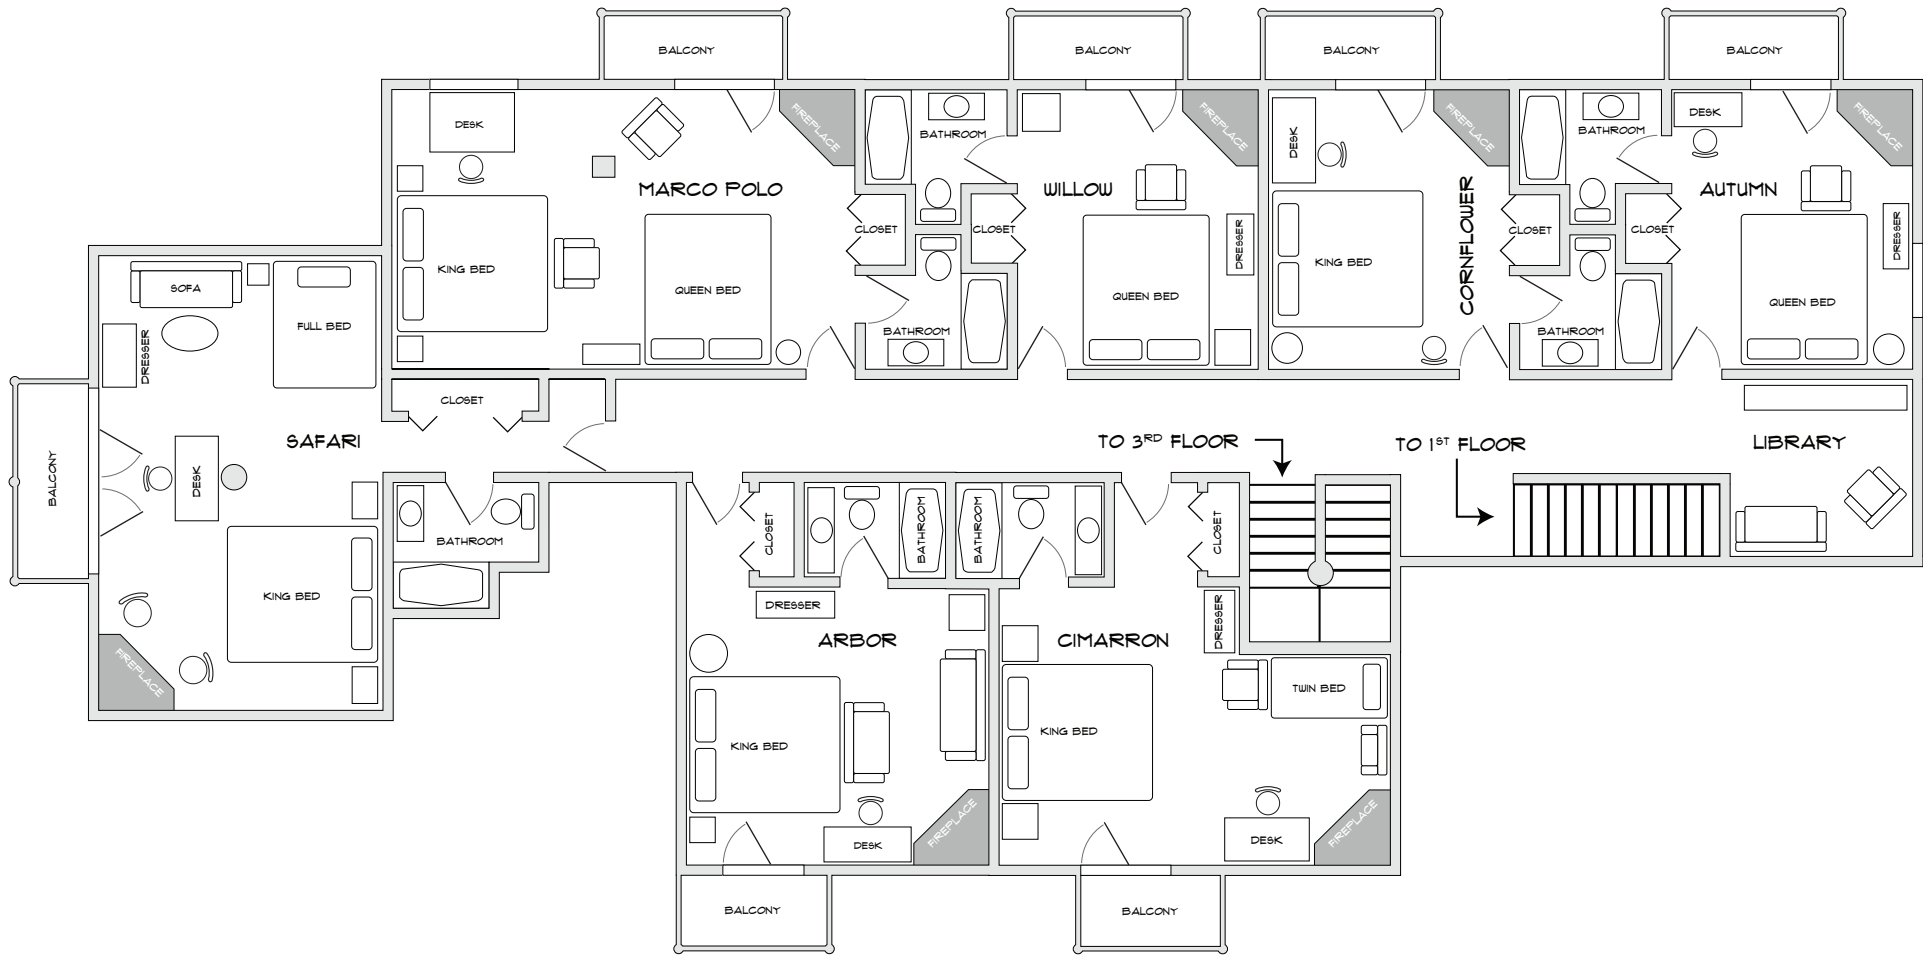 BALCONY
BALCONY
BALCONY
BALCONY
DESK
FIREPLACE
BATHROOM
FIREPLACE
DESK
FIREPLACE
BATHROOM
DESK
FIREPLACE
MARCO POLO
WILLOW
CORNFLOWER
AUTUMN
CLOSET
CLOSET
DRESSER
CLOSET
CLOSET
DRESSER
KING BED
QUEEN BED
QUEEN BED
KING BED
QUEEN BED
BATHROOM
BATHROOM
SOFA
FULL BED
DRESSER
CLOSET
SAFARI
TO 3RD FLOOR
TO 1ST FLOOR
LIBRARY
BALCONY
DESK
BATHROOM
KING BED
FIREPLACE
CLOSET
BATHROOM
BATHROOM
CLOSET
DRESSER
DRESSER
ARBOR
CIMARRON
TWIN BED
KING BED
KING BED
DESK
FIREPLACE
DESK
FIREPLACE
BALCONY
BALCONY